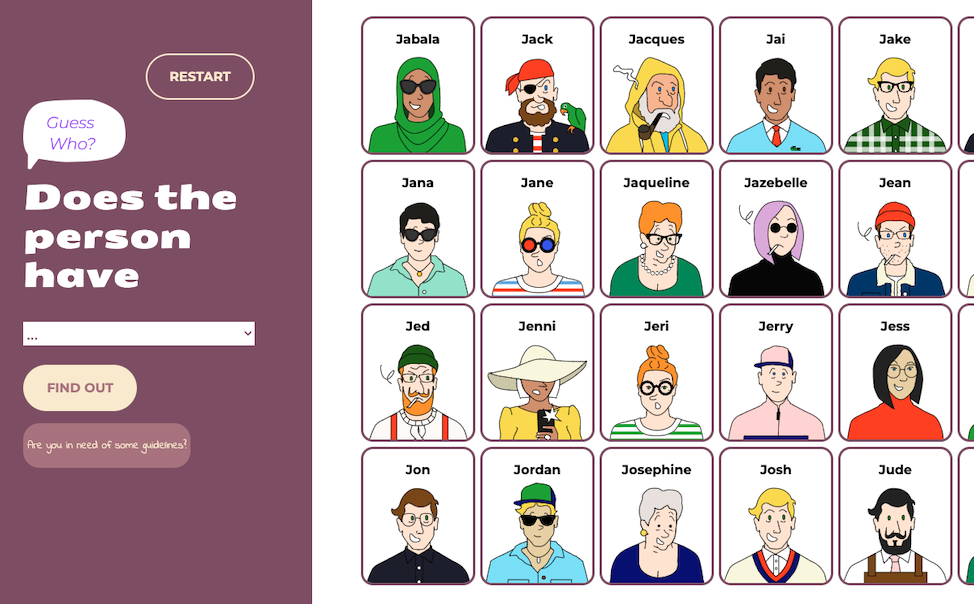 RESTART
Guess
Who?
Does the
person
have
...
FIND OUT
Are you in need of some guidelines?
Jabala
Jack
Jacques
Jai
Jake
Jana
Jane
Jaqueline
Jazebelle
Jean
Jed
Jenni
Jeri
Jerry
Jess
Jon
Jordan
Josephine
Josh
Jude